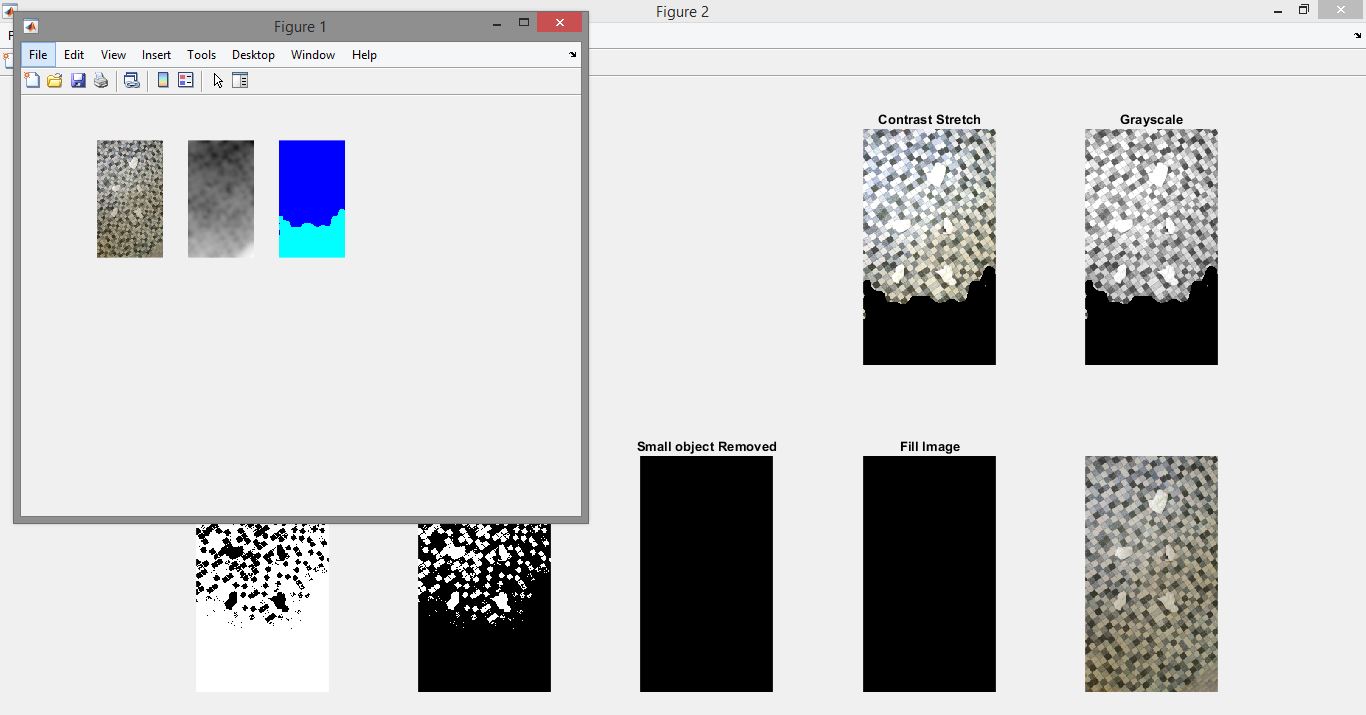 Figure 2
Figure 1
File Edit View Insert Tools Desktop Window Help
Contrast Stretch
Grayscale
Small object Removed
Fill Image